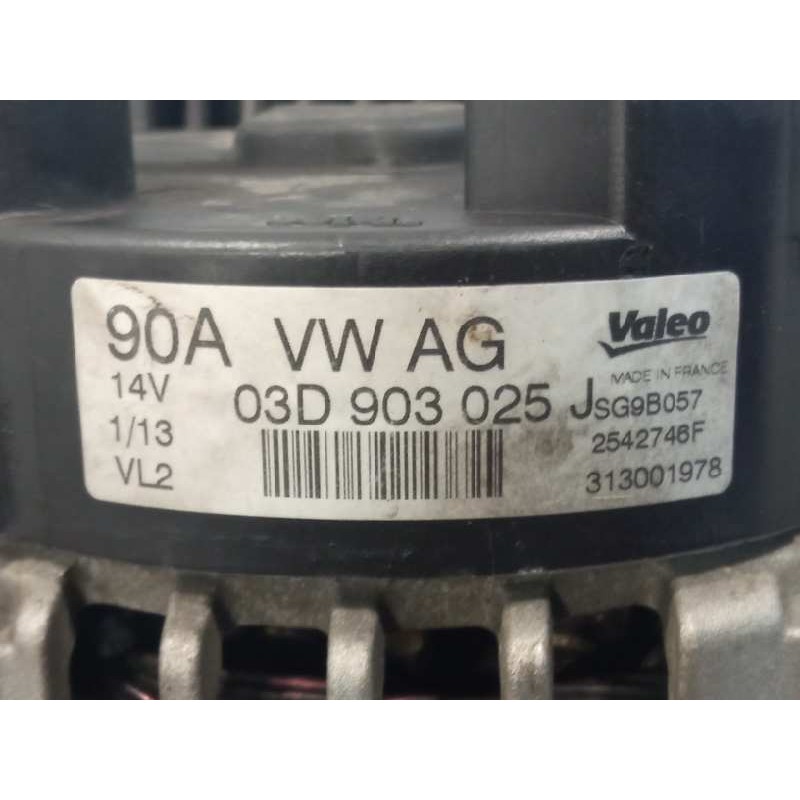 90A VW AG Valeo
MADE IN FRANCE
14V 03D 903 025 J SG9B057
1/13 2542746F
VL2 313001978